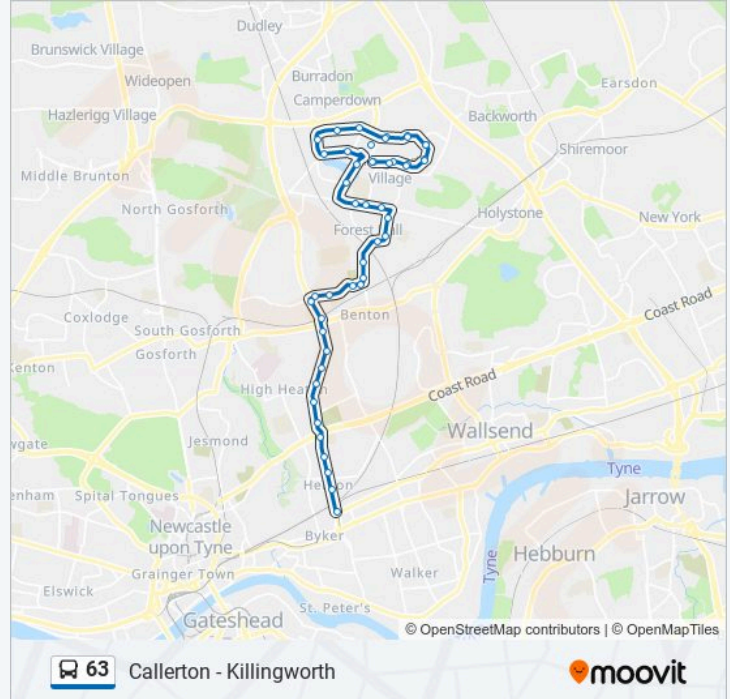 Dudley
Brunswick Village
Burradon
Wideopen
Camperdown
Earsdon
Hazlerigg Village
Backworth
Shiremoor
Middle Brunton
Village
North Gosforth
Holystone
New York
Forest Hall
Coast Road
Benton
Coxlodge
South Gosforth
Gosforth
Kenton
High Heaton
Coast Road
Wallsend
Jesmond
wgate
Tyne
enham
Spital Tongues
Heaton
Jarrow
Newcastle
upon Tyne
Byker
Hebburn
Tyne
Grainger Town
Walker
Elswick
St. Peter's
Gateshead
© OpenStreetMap contributors | © OpenMapTiles
63 Callerton - Killingworth
moovit